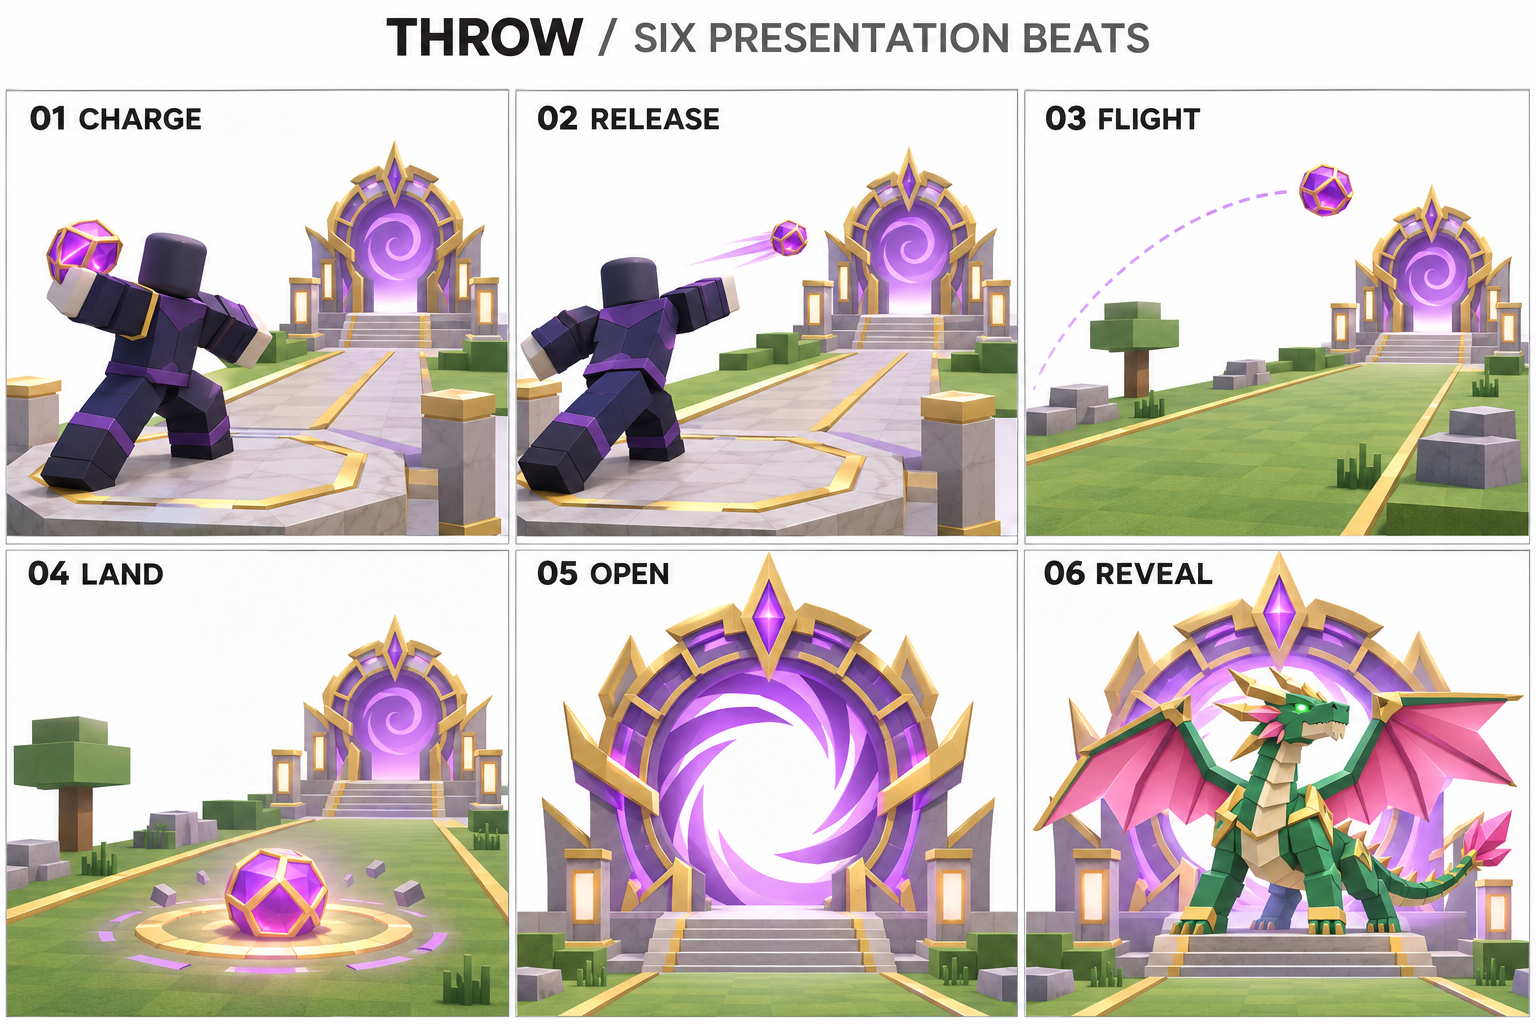 THROW / SIX PRESENTATION BEATS
01 CHARGE
02 RELEASE
03 FLIGHT
04 LAND
05 OPEN
06 REVEAL